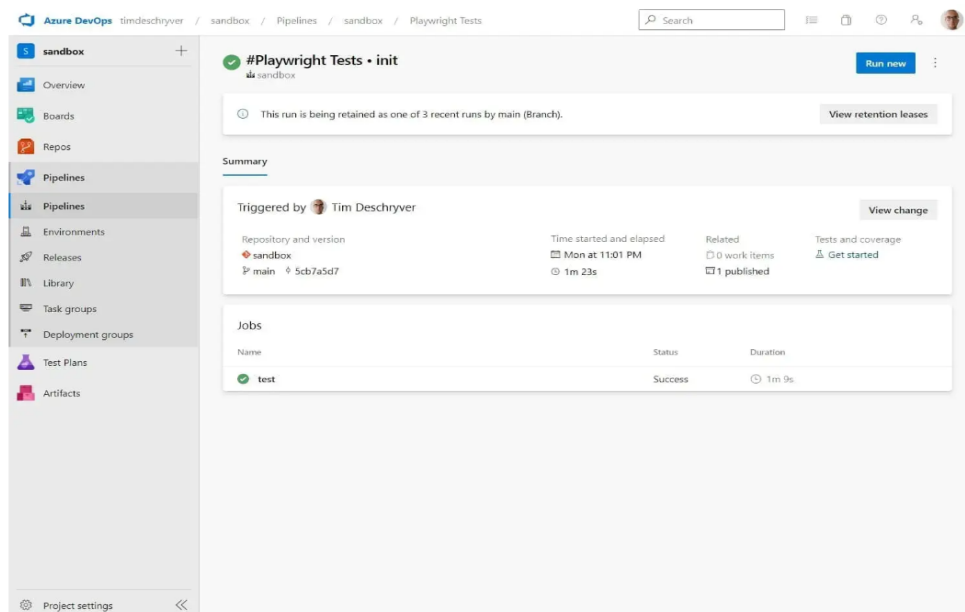 Azure DevOps timdeschryver / sandbox / Pipelines / sandbox / Playwright Tests
Search
S sandbox
Overview
Boards
Repos
Pipelines
Pipelines
Environments
Releases
Library
Task groups
Deployment groups
Test Plans
Artifacts
Project settings
#Playwright Tests • init
sandbox
Run new
This run is being retained as one of 3 recent runs by main (Branch).
View retention leases
Summary
Triggered by Tim Deschryver
View change
Repository and version
sandbox
main 5cb7a5d7
Time started and elapsed
Mon at 11:01 PM
1m 23s
Related
0 work items
1 published
Tests and coverage
Get started
Jobs
Name Status Duration
test Success 1m 9s